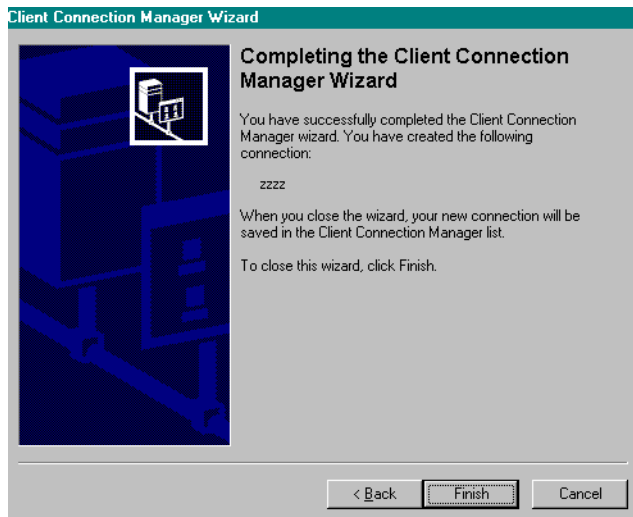 Client Connection Manager Wizard
Completing the Client Connection
Manager Wizard
You have successfully completed the Client Connection
Manager wizard. You have created the following
connection:
zzzz
When you close the wizard, your new connection will be
saved in the Client Connection Manager list.
To close this wizard, click Finish.
< Back
Finish
Cancel